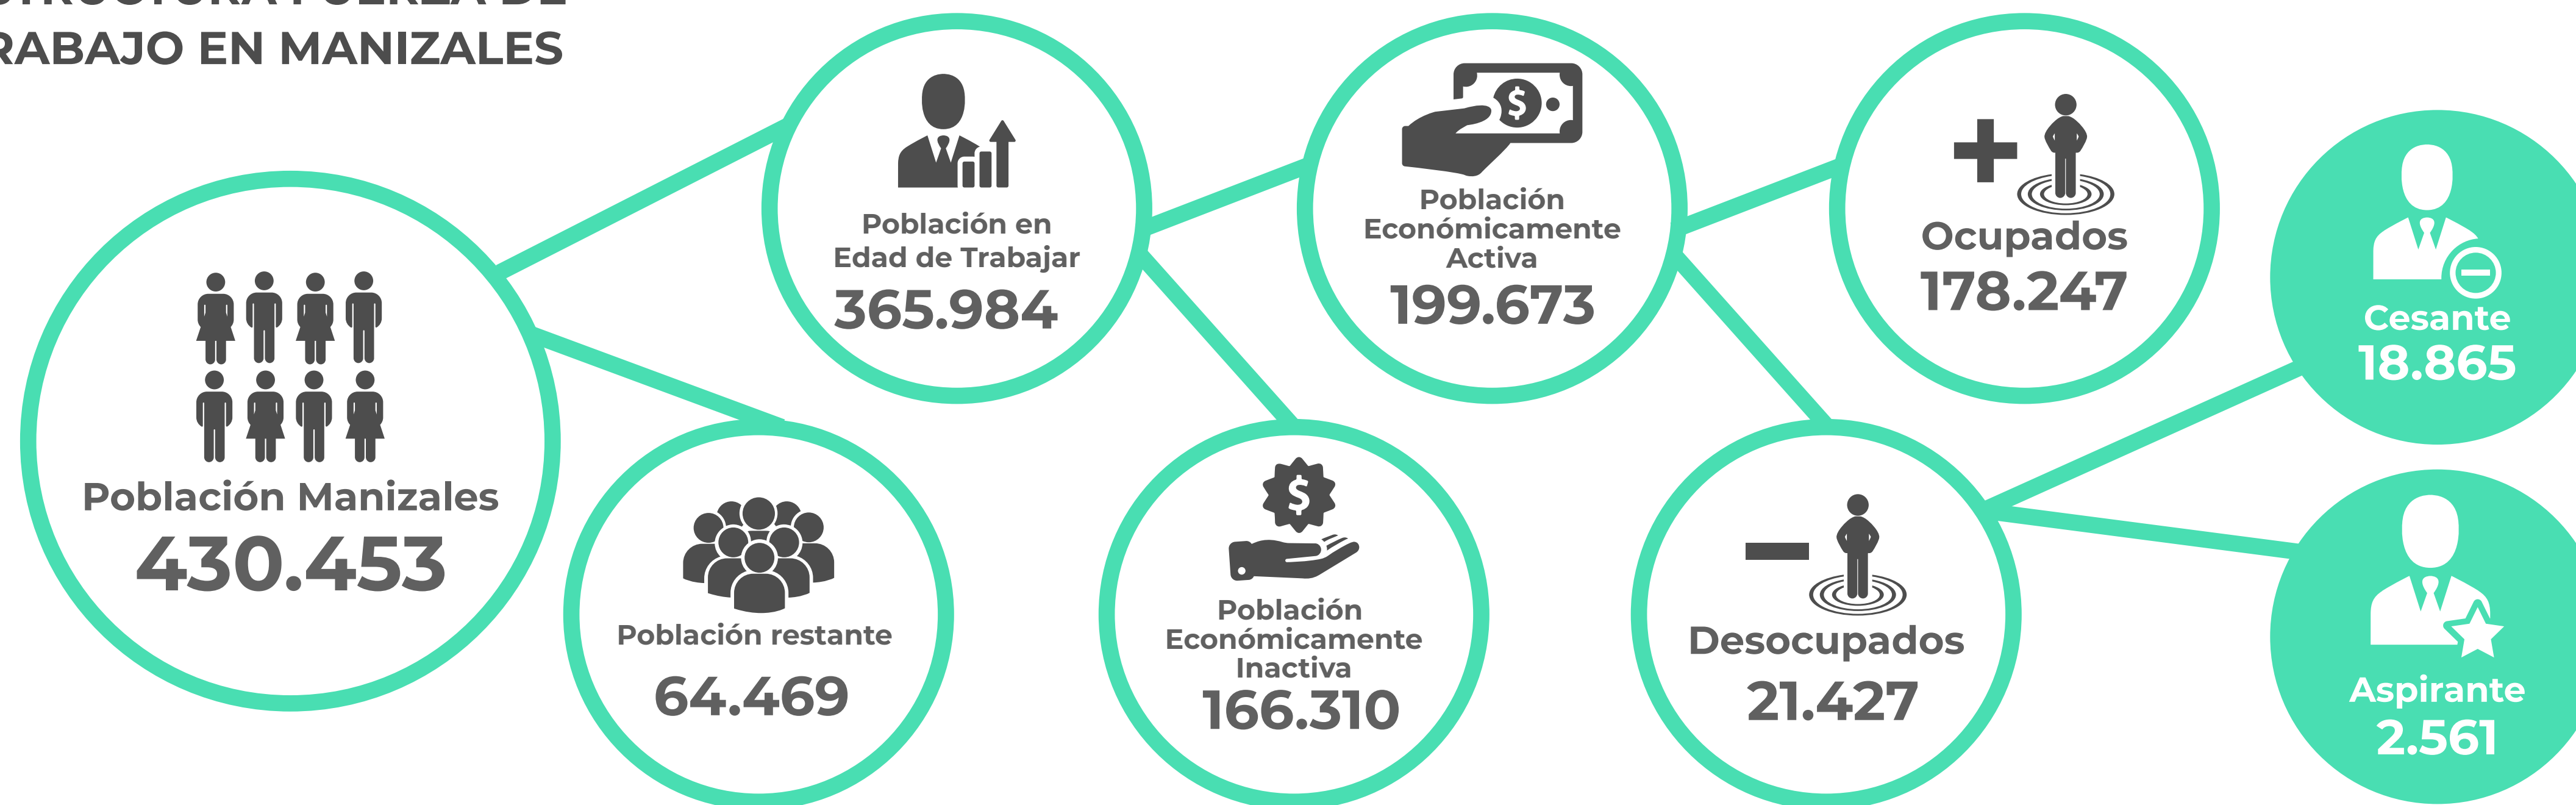 RABAJO EN MANIZALES
Población Manizales
430.453
Población en
Edad de Trabajar
365.984
Población restante
64.469
Población
Económicamente
Activa
199.673
Población
Económicamente
Inactiva
166.310
Ocupados
178.247
Desocupados
21.427
Cesante
18.865
Aspirante
2.561